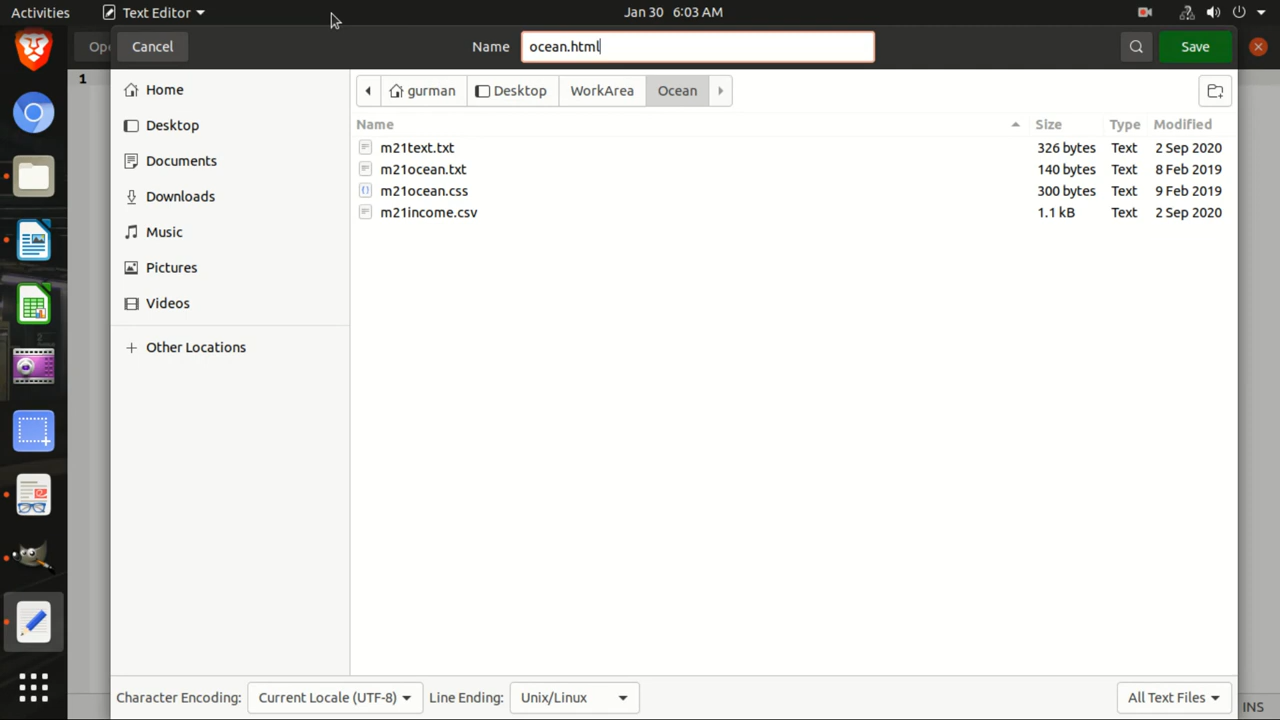 Activities Text Editor Jan 30 6:03 AM
Op
Cancel Name ocean.html Save
1
gurman Desktop WorkArea Ocean
Home
Desktop
Documents
Downloads
Music
Pictures
Videos
Other Locations
Name Size Type Modified
m21text.txt 326 bytes Text 2 Sep 2020
m21ocean.txt 140 bytes Text 8 Feb 2019
m21ocean.css 300 bytes Text 9 Feb 2019
m21income.csv 1.1 kB Text 2 Sep 2020
Character Encoding: Current Locale (UTF-8) Line Ending: Unix/Linux All Text Files
INS